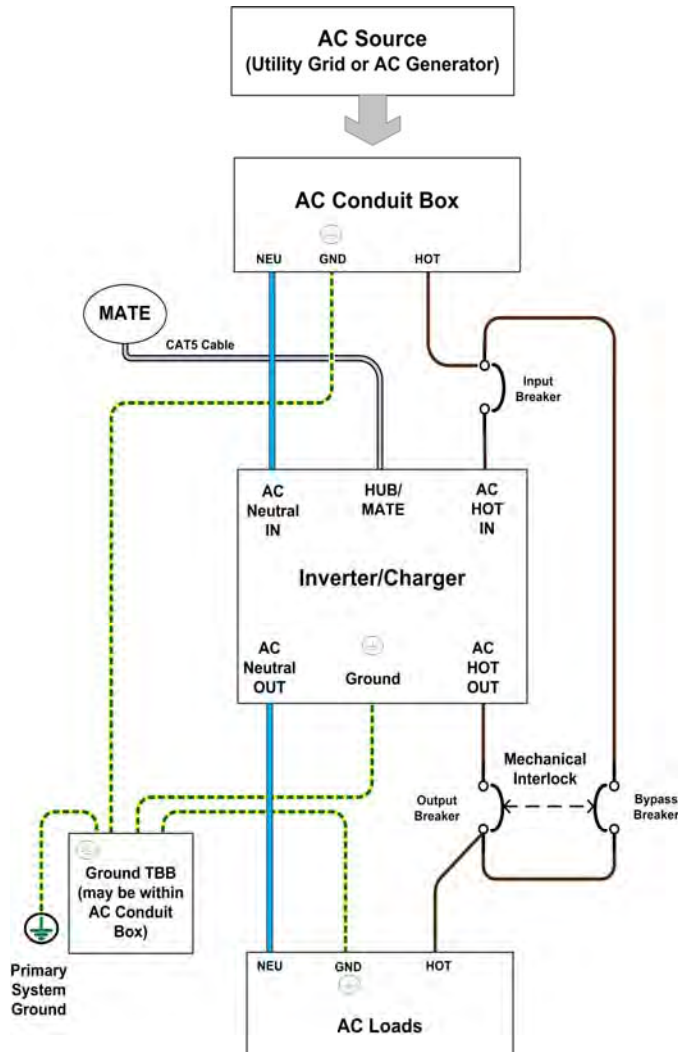 AC Source
(Utility Grid or AC Generator)
AC Conduit Box
NEU
GND
HOT
MATE
CAT5 Cable
Input
Breaker
AC
Neutral
IN
HUB/
MATE
AC
HOT
IN
Inverter/Charger
AC
Neutral
OUT
Ground
AC
HOT
OUT
Mechanical
Interlock
Output
Breaker
Bypass
Breaker
Ground TBB
(may be within
AC Conduit
Box)
Primary
System
Ground
NEU
GND
HOT
AC Loads